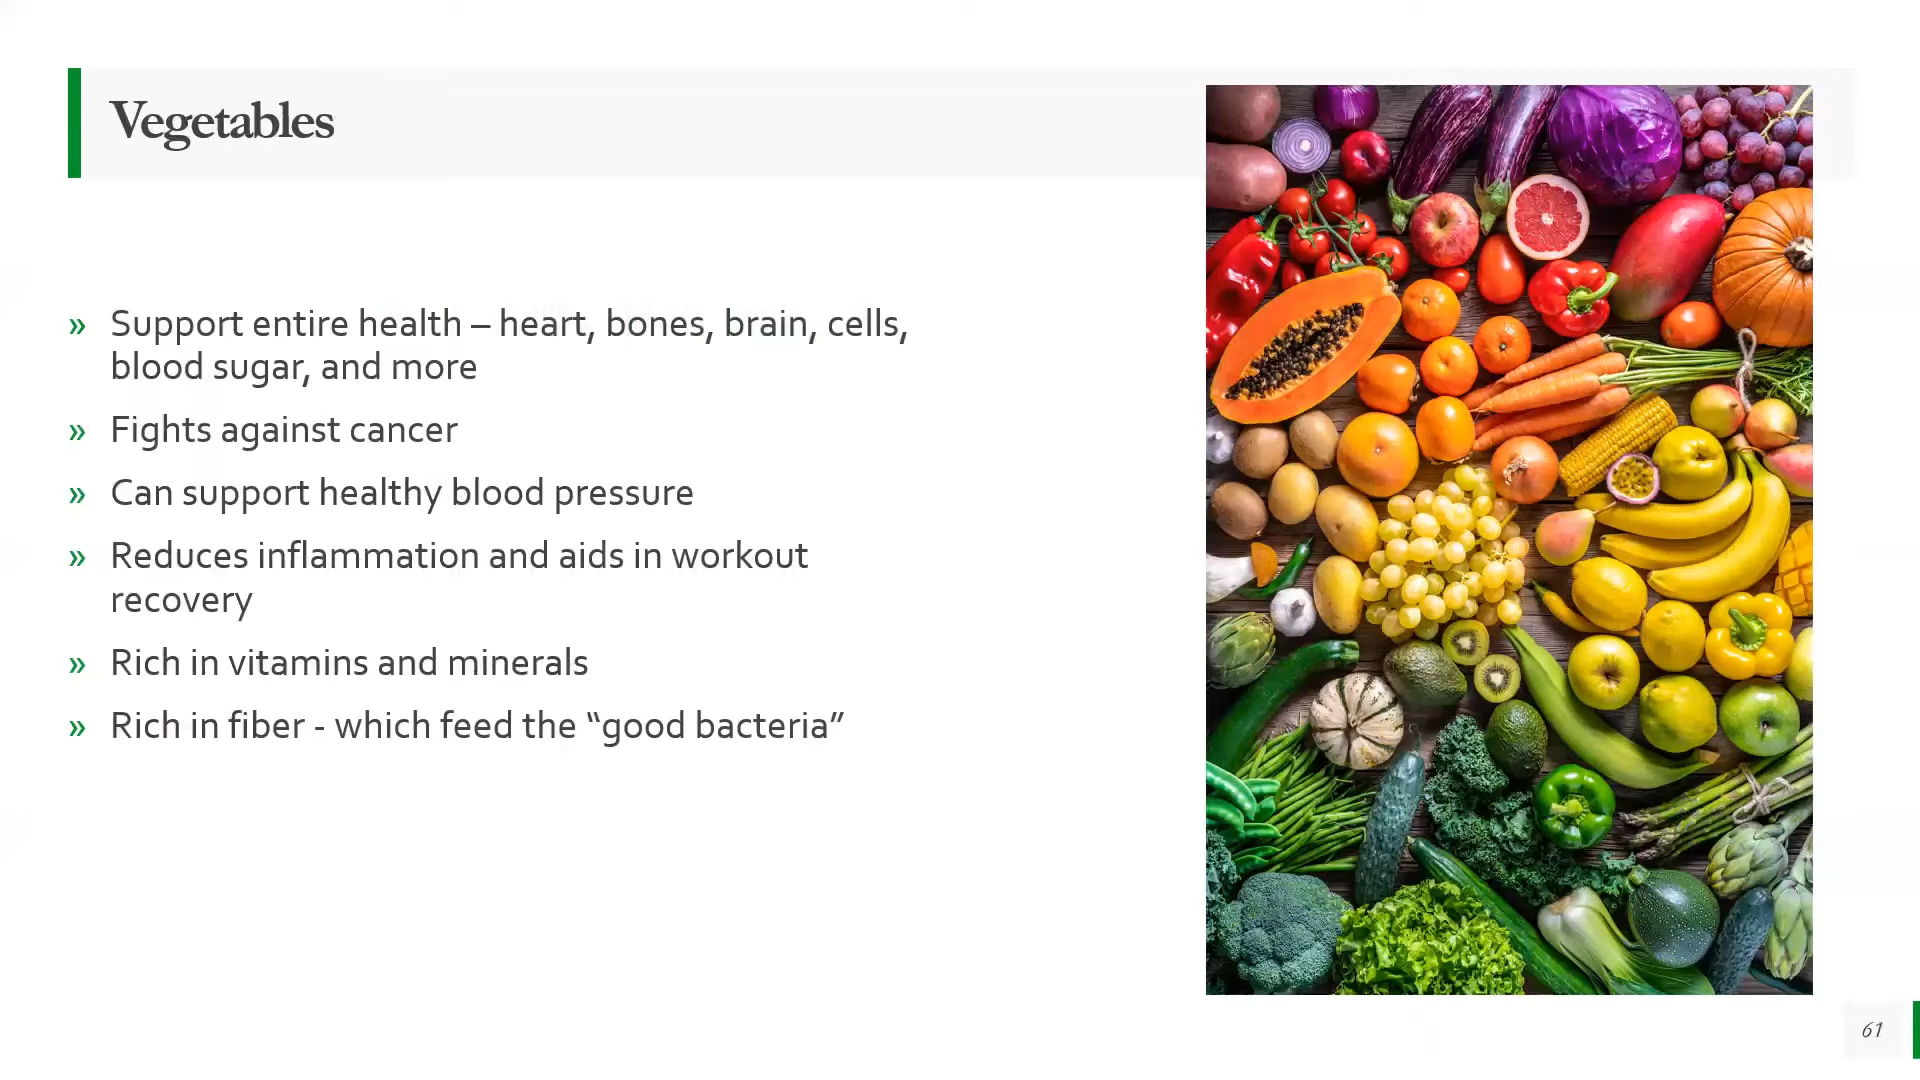 Vegetables
» Support entire health – heart, bones, brain, cells,
blood sugar, and more
» Fights against cancer
» Can support healthy blood pressure
» Reduces inflammation and aids in workout
recovery
» Rich in vitamins and minerals
» Rich in fiber - which feed the “good bacteria”
61